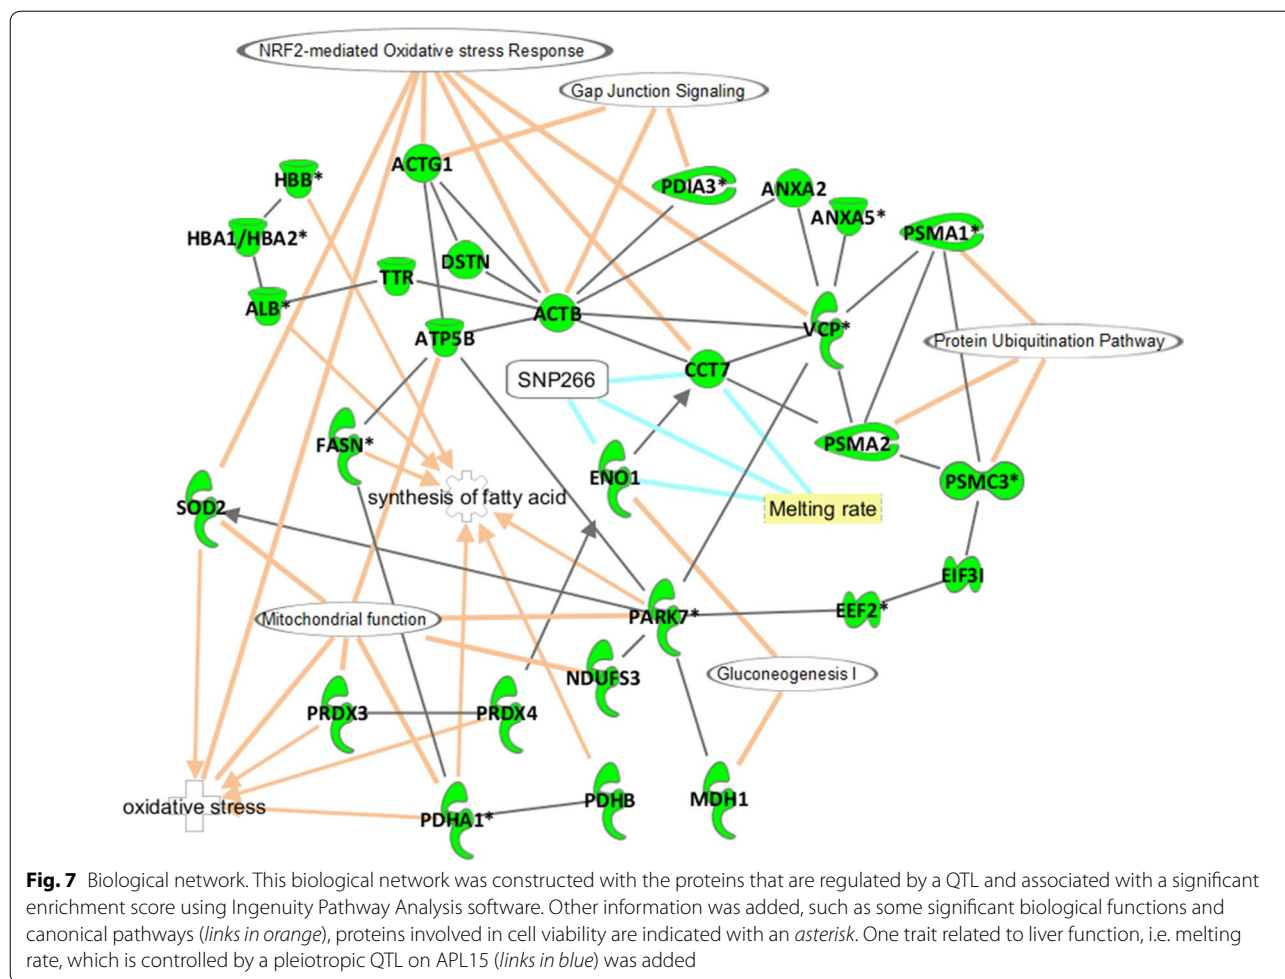 NRF2-mediated Oxidative stress Response
Gap Junction Signaling
ACTG1
HBB*
PDIA3*
ANXA2
ANXA5*
HBA1/HBA2*
PSMA1*
DSTN
TTR
ALB*
ACTB
VCP*
ATP5B
Protein Ubiquitination Pathway
CCT7
SNP266
FASN*
PSMA2
ENO1
PSMC3*
synthesis of fatty acid
SOD2
Melting rate
EIF3I
EEF2*
PARK7*
Mitochondrial function
NDUFS3
Gluconeogenesis I
PRDX3
PRDX4
oxidative stress
PDHB
MDH1
PDHA1*
Fig. 7 Biological network. This biological network was constructed with the proteins that are regulated by a QTL and associated with a significant
enrichment score using Ingenuity Pathway Analysis software. Other information was added, such as some significant biological functions and
canonical pathways (links in orange), proteins involved in cell viability are indicated with an asterisk. One trait related to liver function, i.e. melting
rate, which is controlled by a pleiotropic QTL on APL15 (links in blue) was added